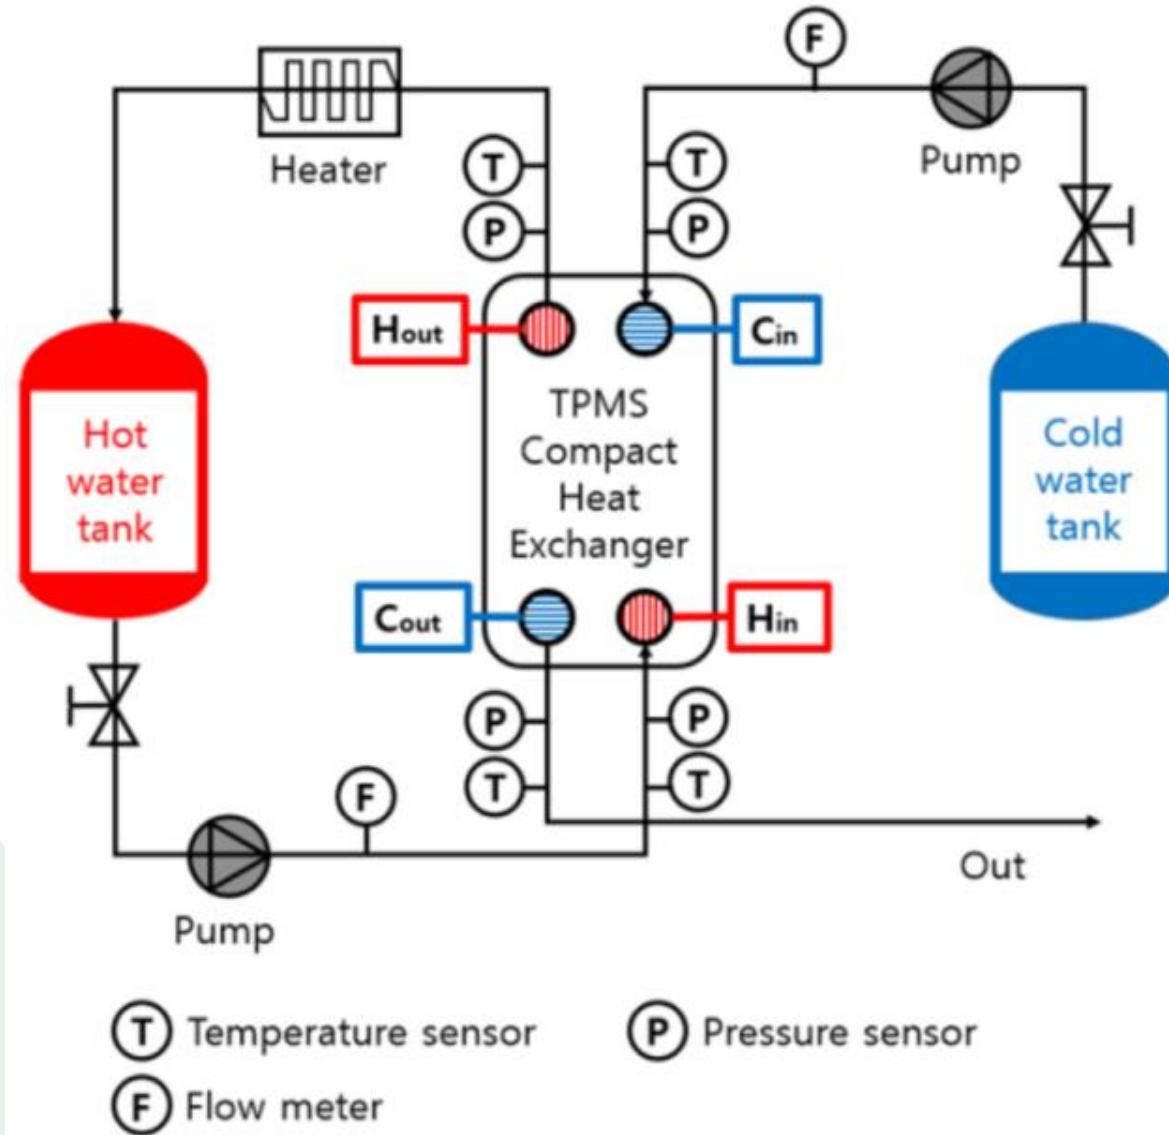 F
Heater
T
T
Pump
P
P
Hout
Cin
Hot
water
tank
TPMS
Compact
Heat
Exchanger
Cold
water
tank
Cout
Hin
P
P
T
T
F
Out
Pump
T Temperature sensor
P Pressure sensor
F Flow meter